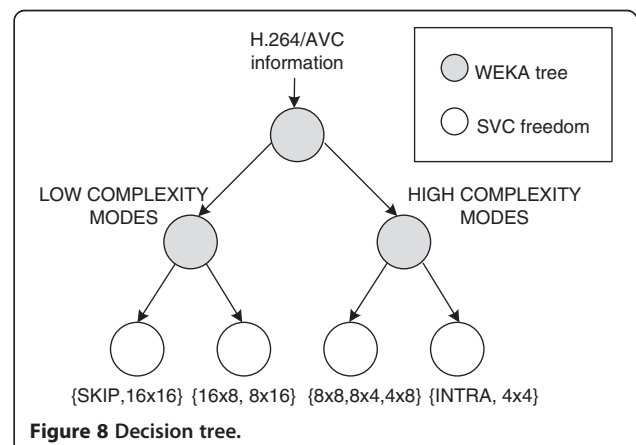 H.264/AVC
information
WEKA tree
SVC freedom
LOW COMPLEXITY
MODES
HIGH COMPLEXITY
MODES
{SKIP,16x16} {16x8, 8x16} {8x8,8x4,4x8} {INTRA, 4x4}
Figure 8 Decision tree.